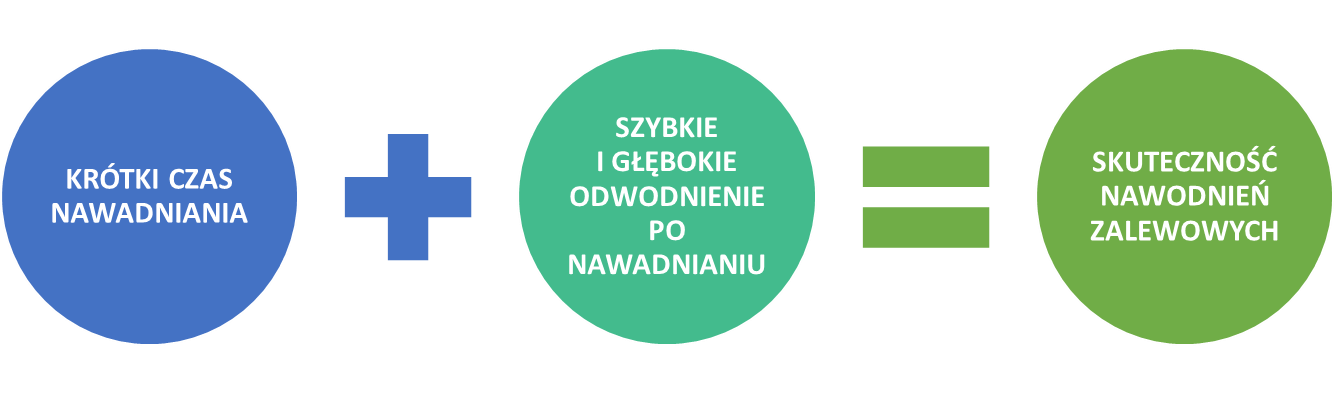 KRÓTKI CZAS
NAWADNIANIA
SZYBKIE
I GŁĘBOKIE
ODWODNIENIE
PO
NAWADNIANIU
SKUTECZNOŚĆ
NAWODNIEŃ
ZALEWOWYCH